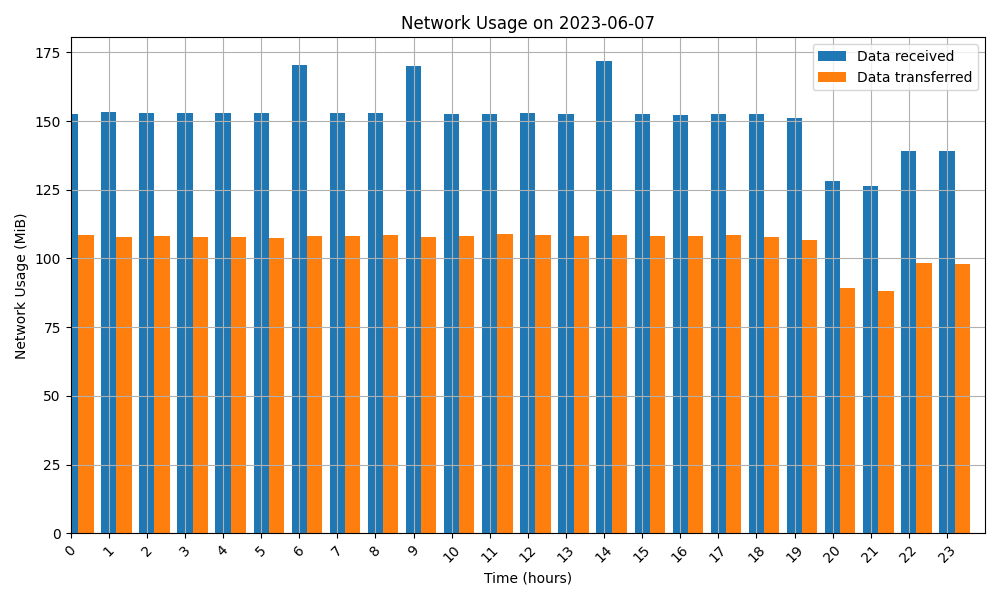 Network Usage on 2023-06-07
Data received
Data transferred
Network Usage (MiB)
175
150
125
100
75
50
25
0
0 1 2 3 4 5 6 7 8 9 10 11 12 13 14 15 16 17 18 19 20 21 22 23
Time (hours)